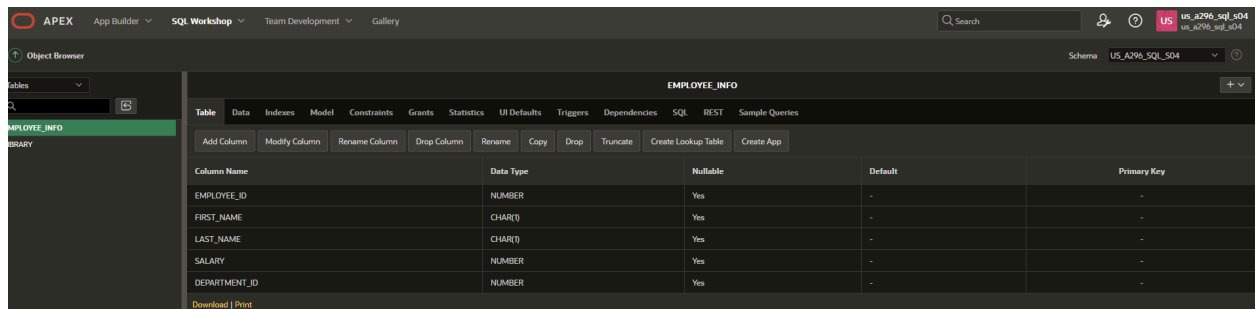 APEX App Builder SQL Workshop Team Development Gallery Search US us_a296_sql_s04
us_a296_sql_s04
Object Browser Schema US_A296_SQL_S04
Tables EMPLOYEE_INFO
Table Data Indexes Model Constraints Grants Statistics UI Defaults Triggers Dependencies SQL REST Sample Queries
MPLOYEE_INFO
IBRARY
Add Column Modify Column Rename Column Drop Column Rename Copy Drop Truncate Create Lookup Table Create App
Column Name Data Type Nullable Default Primary Key
EMPLOYEE_ID NUMBER Yes - -
FIRST_NAME CHAR(1) Yes - -
LAST_NAME CHAR(1) Yes - -
SALARY NUMBER Yes - -
DEPARTMENT_ID NUMBER Yes - -
Download | Print